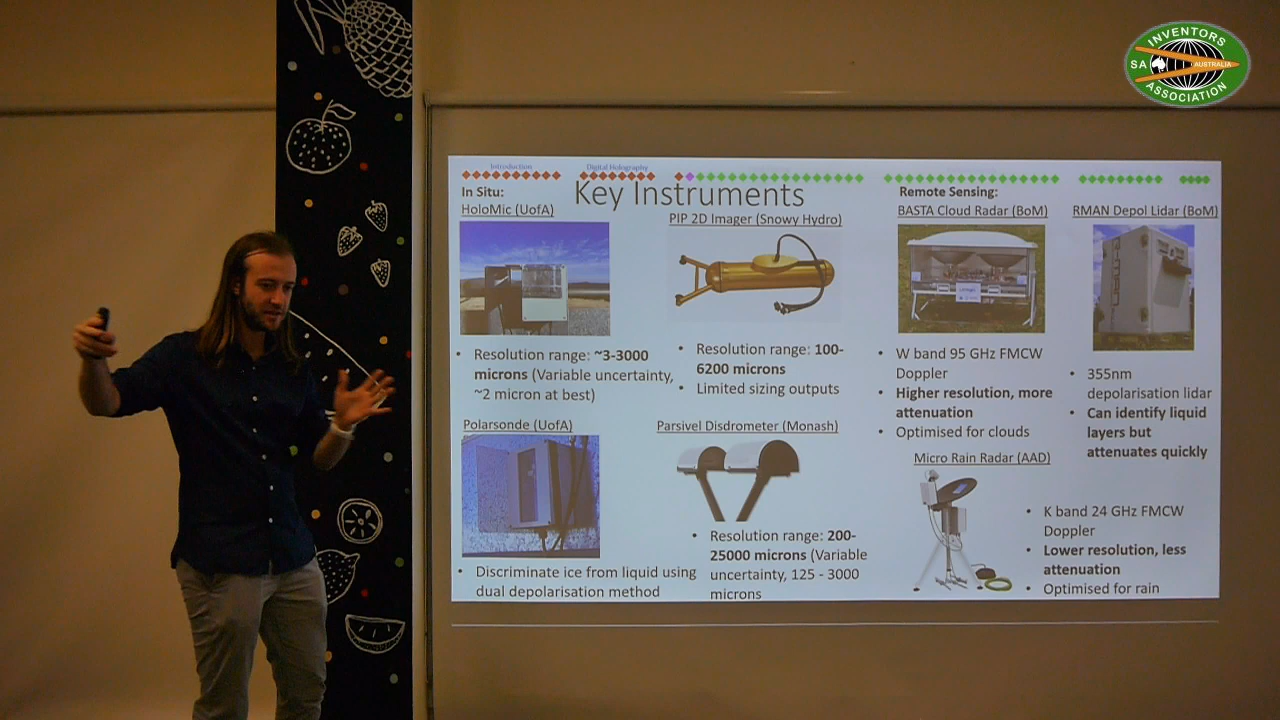 INVENTORS
SA AUSTRALIA
ASSOCIATION
Introduction
Digital Holography
Key Instruments
In Situ:
HoloMic (UofA)
PIP 2D Imager (Snowy Hydro)
• Resolution range: ~3-3000
microns (Variable uncertainty,
~2 micron at best)
• Resolution range: 100-
6200 microns
• Limited sizing outputs
Polarsonde (UofA)
Parsivel Disdrometer (Monash)
• Discriminate ice from liquid using
dual depolarisation method
• Resolution range: 200-
25000 microns (Variable
uncertainty, 125 - 3000
microns
Remote Sensing:
BASTA Cloud Radar (BoM)
RMAN Depol Lidar (BoM)
• W band 95 GHz FMCW
Doppler
• Higher resolution, more
attenuation
• Optimised for clouds
• 355nm
depolarisation lidar
• Can identify liquid
layers but
attenuates quickly
Micro Rain Radar (AAD)
• K band 24 GHz FMCW
Doppler
• Lower resolution, less
attenuation
• Optimised for rain